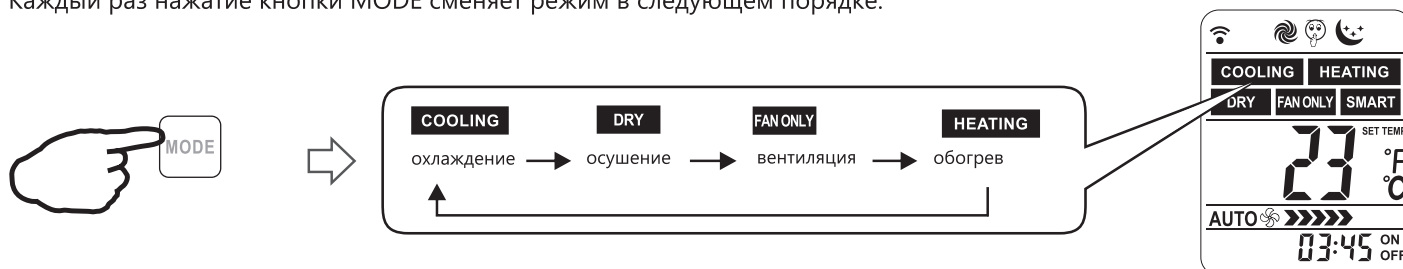 Каждый раз нажатие кнопки MODE сменяет режим в следующем порядке.
MODE
COOLING DRY FAN ONLY HEATING
охлаждение осушение вентиляция обогрев
COOLING HEATING
DRY FAN ONLY SMART
23 SET TEMP
°F
°C
AUTO
03:45 ON
OFF